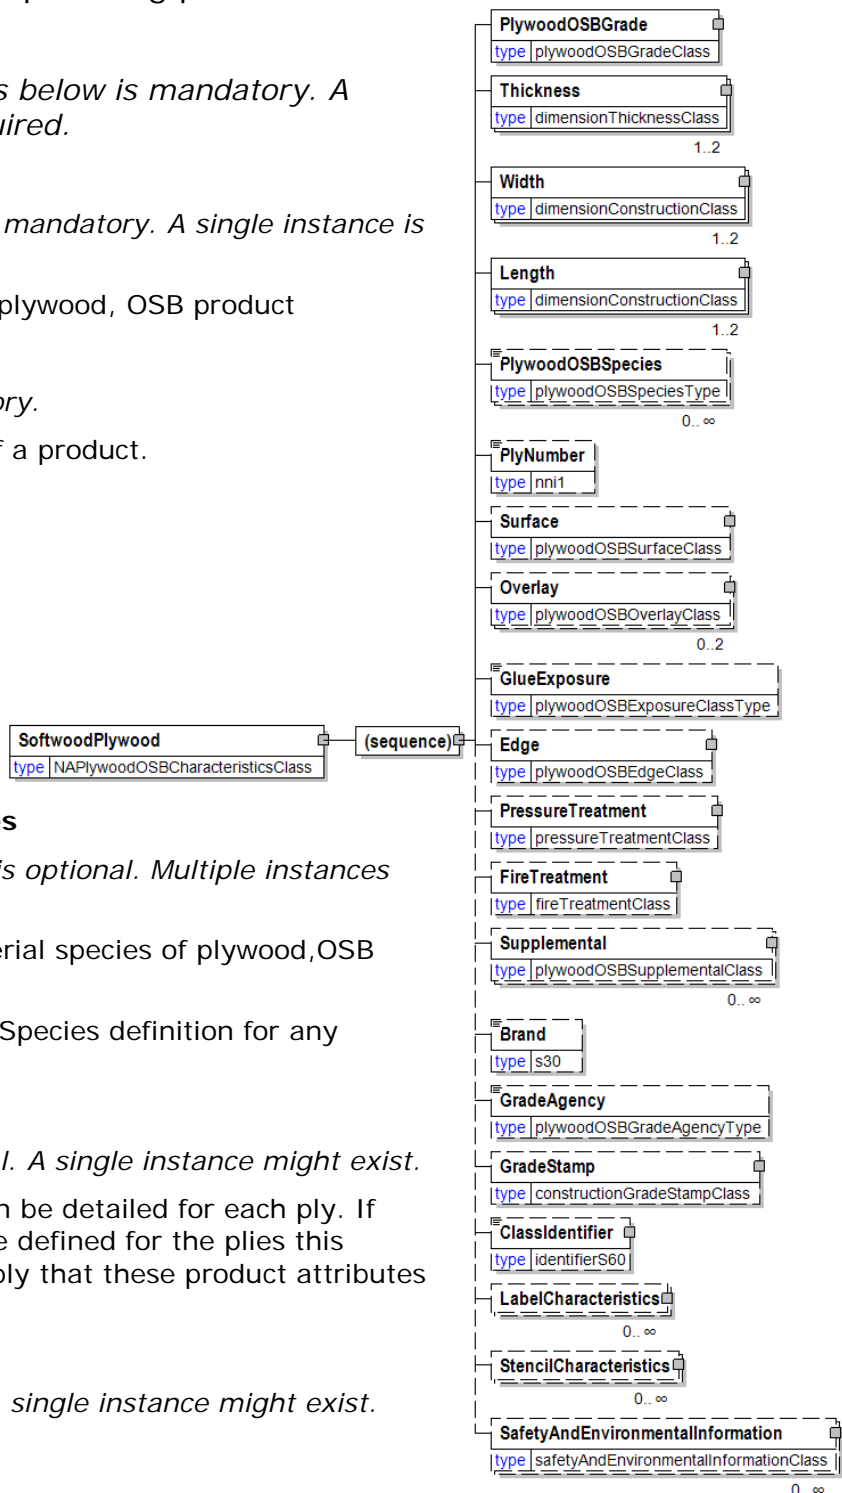 s below is mandatory. A
uired.
mandatory. A single instance is
plywood, OSB product
ory.
f a product.
es
is optional. Multiple instances
erial species of plywood,OSB
Species definition for any
l. A single instance might exist.
n be detailed for each ply. If
e defined for the plies this
ply that these product attributes
single instance might exist.
SoftwoodPlywood
type NAPlywoodOSBCharacteristicsClass
(sequence)
PlywoodOSBGrade
type plywoodOSBGradeClass
Thickness
type dimensionThicknessClass
1..2
Width
type dimensionConstructionClass
1..2
Length
type dimensionConstructionClass
1..2
PlywoodOSBSpecies
type plywoodOSBSpeciesType
0..∞
PlyNumber
type nni1
Surface
type plywoodOSBSurfaceClass
Overlay
type plywoodOSBOverlayClass
0..2
GlueExposure
type plywoodOSBExposureClassType
Edge
type plywoodOSBEdgeClass
PressureTreatment
type pressureTreatmentClass
FireTreatment
type fireTreatmentClass
Supplemental
type plywoodOSBSupplementalClass
0..∞
Brand
type s30
GradeAgency
type plywoodOSBGradeAgencyType
GradeStamp
type constructionGradeStampClass
ClassIdentifier
type identifierS60
LabelCharacteristics
0..∞
StencilCharacteristics
0..∞
SafetyAndEnvironmentalInformation
type safetyAndEnvironmentalInformationClass
0..∞